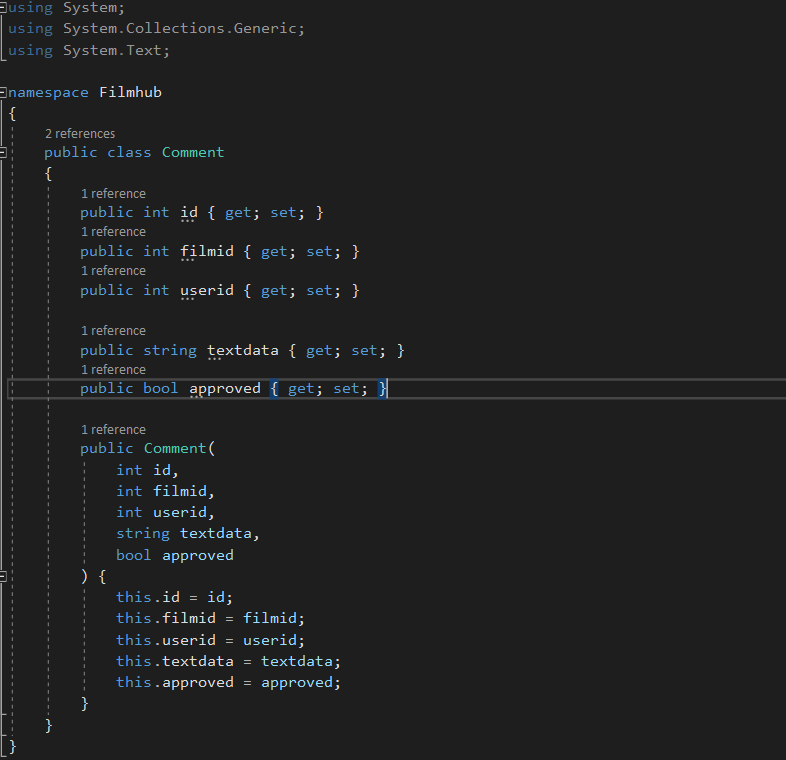 using System;
using System.Collections.Generic;
using System.Text;
namespace Filmhub
{
2 references
public class Comment
{
1 reference
public int id { get; set; }
1 reference
public int filmid { get; set; }
1 reference
public int userid { get; set; }
1 reference
public string textdata { get; set; }
1 reference
public bool approved { get; set; }
1 reference
public Comment(
int id,
int filmid,
int userid,
string textdata,
bool approved
) {
this.id = id;
this.filmid = filmid;
this.userid = userid;
this.textdata = textdata;
this.approved = approved;
}
}
}